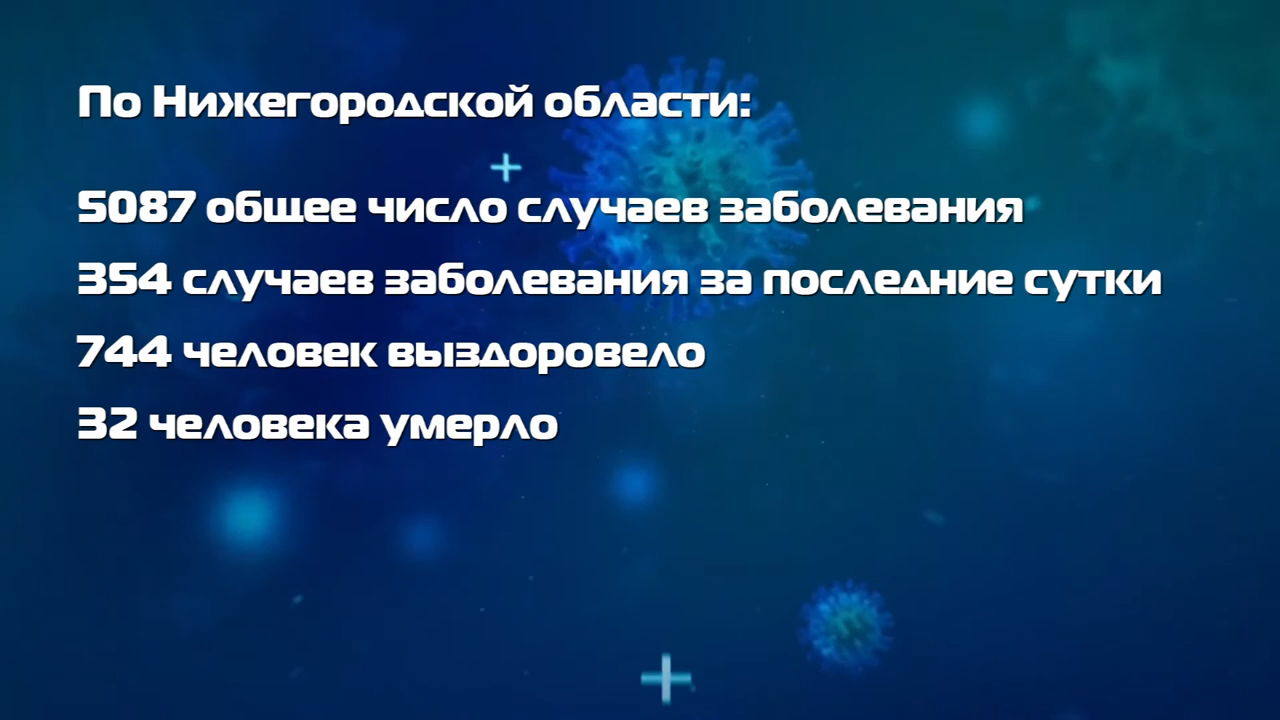 По Нижегородской области:
5087 общее число случаев заболевания
354 случаев заболевания за последние сутки
744 человек выздоровело
32 человека умерло